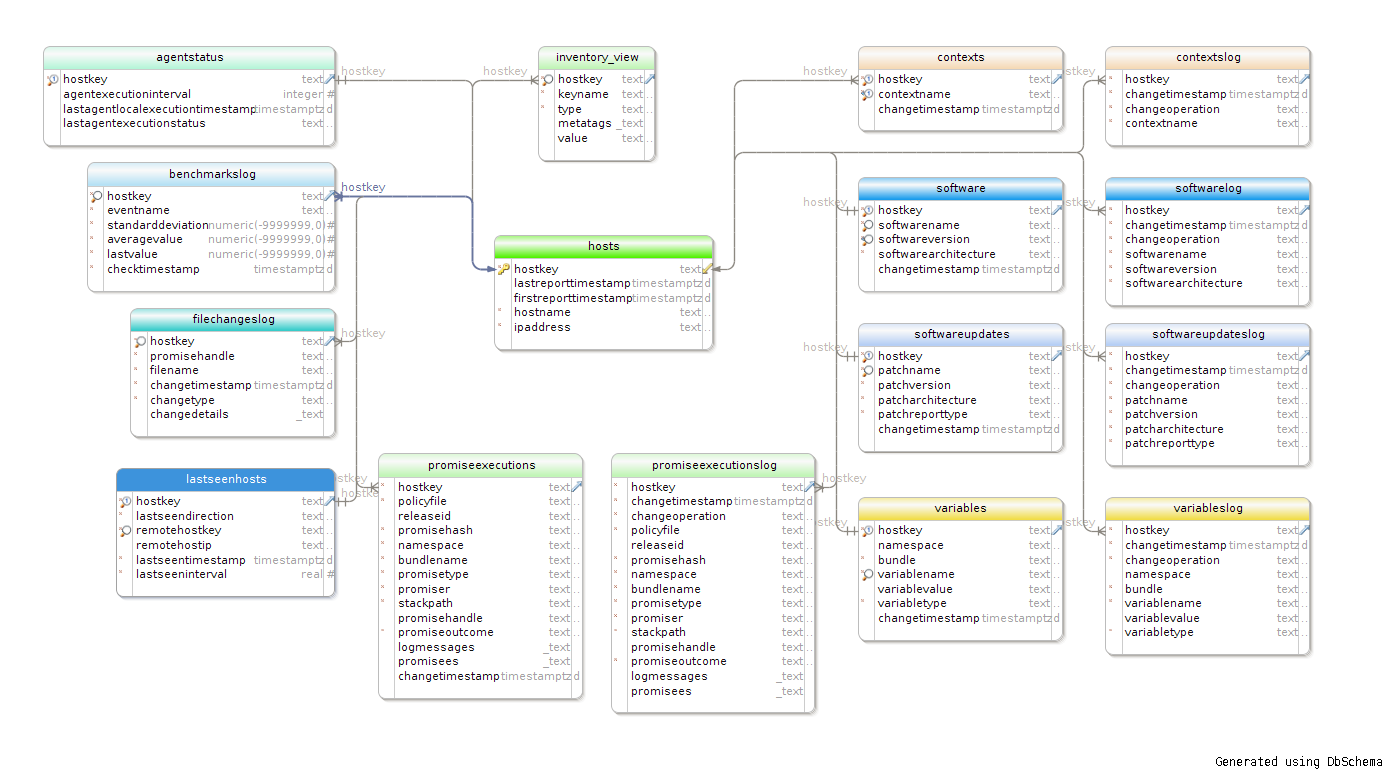 agentstatus
hostkey text
agentexecutioninterval integer #
lastagentlocalexecutiontimestamp timestamptz d
lastagentexecutionstatus text..
hostkey
hostkey
inventory_view
hostkey text
keyname text..
type text..
metatags _text..
value text..
hostkey
contexts
hostkey text
contextname text..
changetimestamp timestamptz d
stkey
contextslog
hostkey text
changetimestamp timestamptz d
changeoperation text..
contextname text..
benchmarkslog
hostkey text
eventname text..
standarddeviation numeric(-9999999,0) #
averagevalue numeric(-9999999,0) #
lastvalue numeric(-9999999,0) #
checktimestamp timestamptz d
hostkey
hostkey
software
hostkey text
softwarename text..
softwareversion text..
softwarearchitecture text..
changetimestamp timestamptz d
stkey
softwarelog
hostkey text
changetimestamp timestamptz d
changeoperation text..
softwarename text..
softwareversion text..
softwarearchitecture text..
hosts
hostkey text
lastreporttimestamp timestamptz d
firstreporttimestamp timestamptz d
hostname text..
ipaddress text..
filechangeslog
hostkey text
promisehandle text..
filename text..
changetimestamp timestamptz d
changetype text..
changedetails _text
hostkey
hostkey
softwareupdates
hostkey text
patchname text..
patchversion text..
patcharchitecture text..
patchreporttype text..
changetimestamp timestamptz d
stkey
softwareupdateslog
hostkey text
changetimestamp timestamptz d
changeoperation text..
patchname text..
patchversion text..
patcharchitecture text..
patchreporttype text..
lastseenhosts
hostkey text
lastseendirection text..
remotehostkey text..
remotehostip text..
lastseentimestamp timestamptz d
lastseeninterval real #
stkey
hostke
promiseexecutions
hostkey text
policyfile text..
releaseid text..
promisehash text..
namespace text..
bundlename text..
promisetype text..
promiser text..
stackpath text..
promisehandle text..
promiseoutcome text..
logmessages _text
promisees _text
changetimestamp timestamptz d
promiseexecutionslog
hostkey text
changetimestamp timestamptz d
changeoperation text..
policyfile text..
releaseid text..
promisehash text..
namespace text..
bundlename text..
promisetype text..
promiser text..
stackpath text..
promisehandle text..
promiseoutcome text..
logmessages _text
promisees _text
hostkey
stkey
variables
hostkey text
namespace text..
bundle text..
variablename text..
variablevalue text..
variabletype text..
changetimestamp timestamptz d
stkey
variableslog
hostkey text
changetimestamp timestamptz d
changeoperation text..
namespace text..
bundle text..
variablename text..
variablevalue text..
variabletype text..
Generated using DbSchema